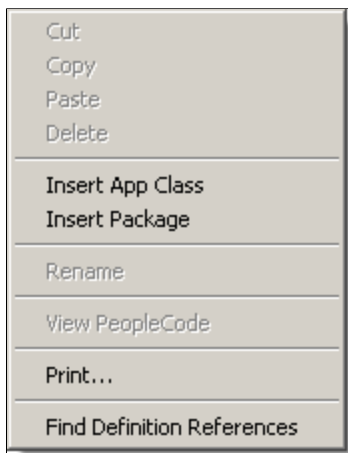 Cut
Copy
Paste
Delete
Insert App Class
Insert Package
Rename
View PeopleCode
Print...
Find Definition References